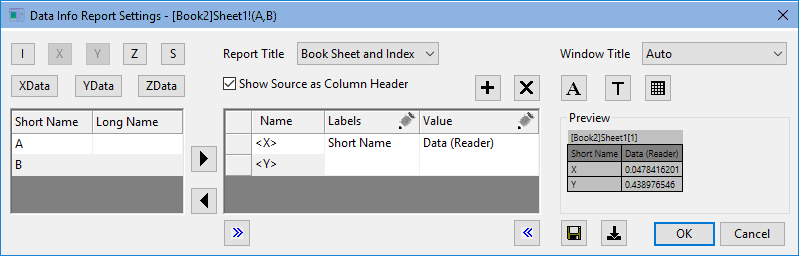 Data Info Report Settings - [Book2]Sheet1!(A,B)
I X Y Z S
Report Title Book Sheet and Index
Window Title Auto
XData YData ZData
Show Source as Column Header
A T
Short Name Long Name
A
B
Name Labels Value
<X> Short Name Data (Reader)
<Y>
Preview
[Book2]Sheet1[1]
Short Name Data (Reader)
X 0.0478416201
Y 0.438976546
OK Cancel